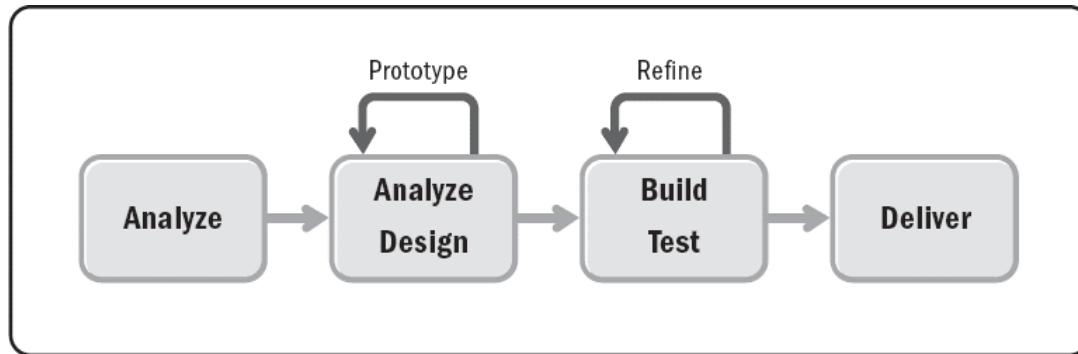 Prototype
Refine
Analyze
Analyze
Design
Build
Test
Deliver